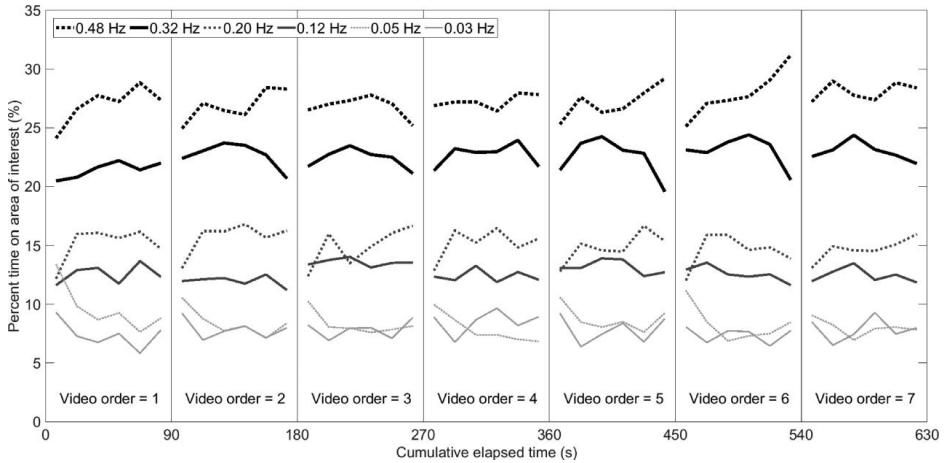 35
0.48 Hz 0.32 Hz 0.20 Hz 0.12 Hz 0.05 Hz 0.03 Hz
30
25
20
15
10
5
0
Percent time on area of interest (%)
Video order = 1 Video order = 2 Video order = 3 Video order = 4 Video order = 5 Video order = 6 Video order = 7
0 90 180 270 360 450 540 630
Cumulative elapsed time (s)